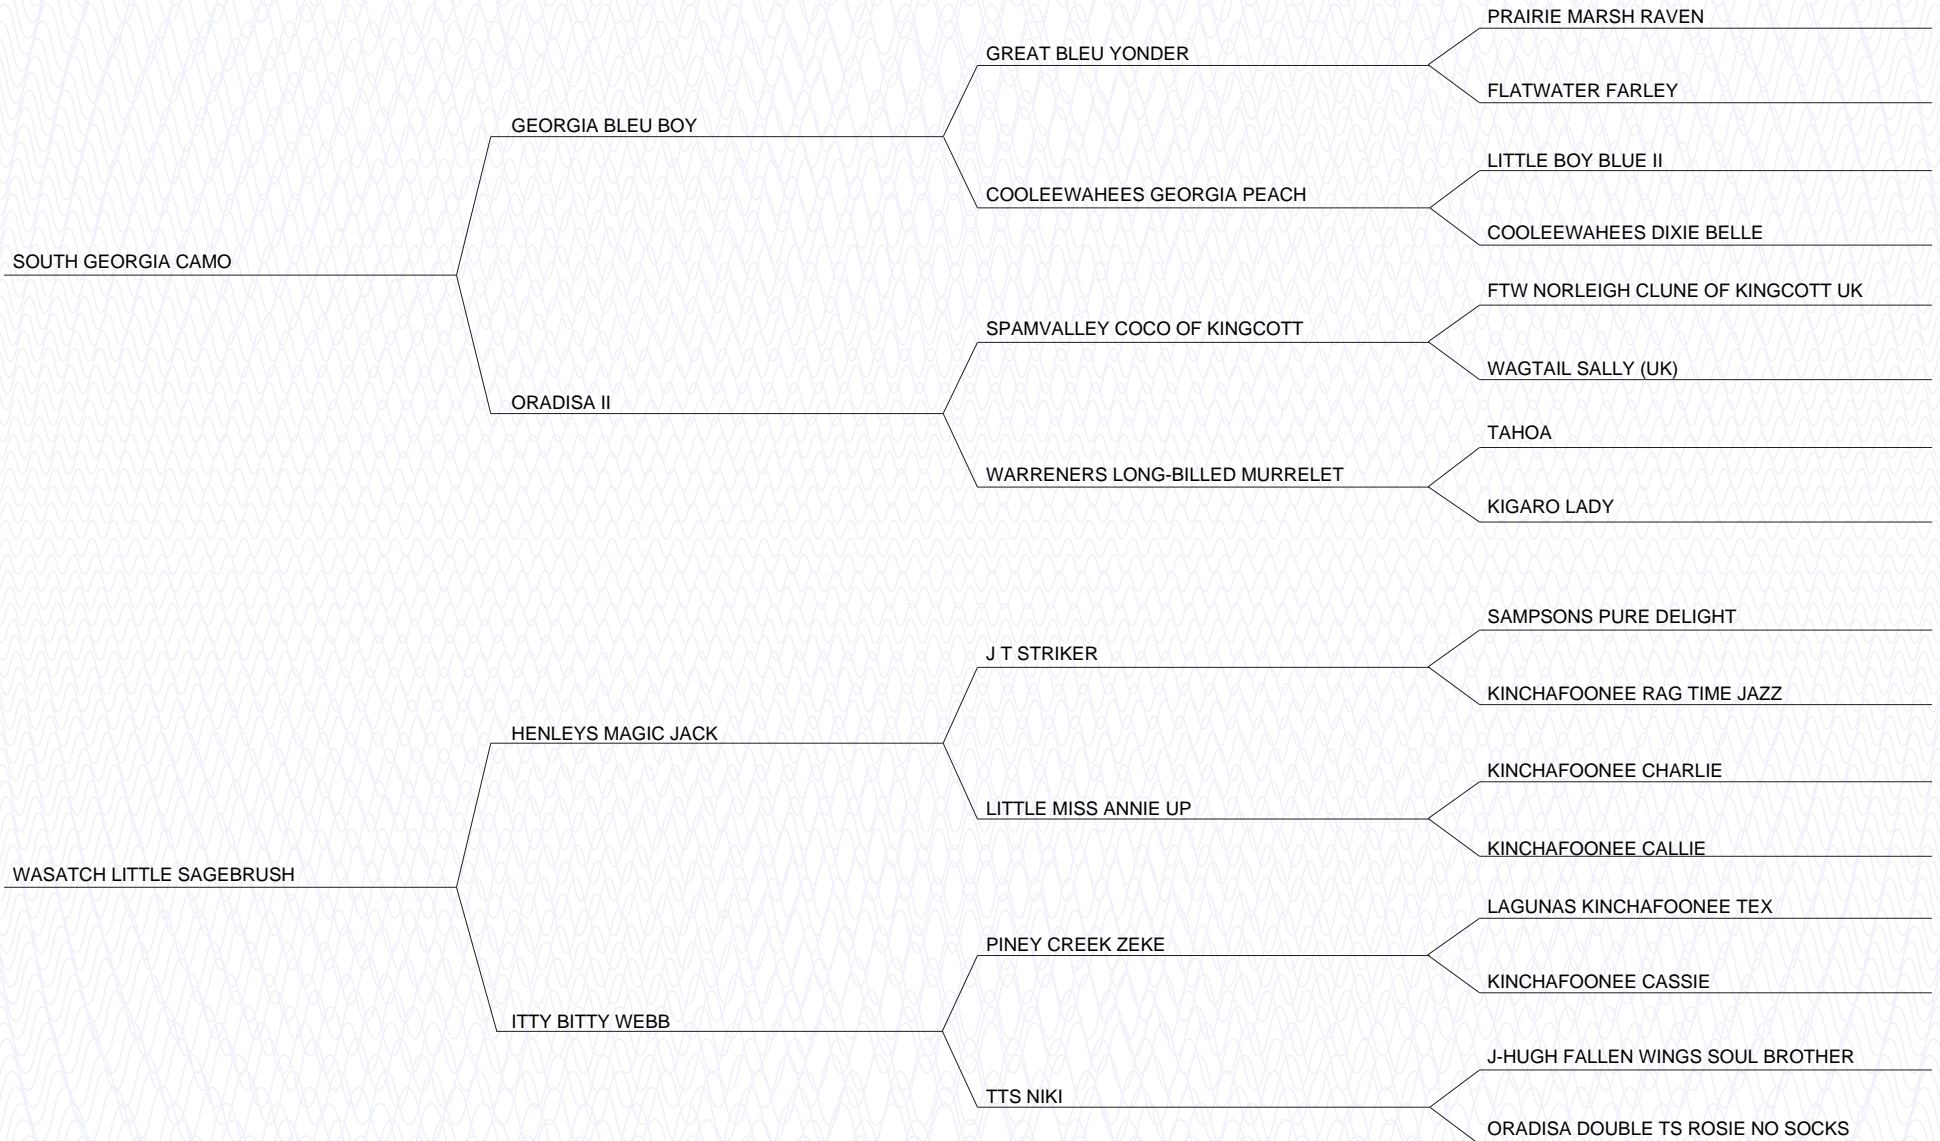 PRAIRIE MARSH RAVEN
GREAT BLEU YONDER
FLATWATER FARLEY
GEORGIA BLEU BOY
LITTLE BOY BLUE II
COOLEEWAHEES GEORGIA PEACH
COOLEEWAHEES DIXIE BELLE
SOUTH GEORGIA CAMO
FTW NORLEIGH CLUNE OF KINGCOTT UK
SPAMVALLEY COCO OF KINGCOTT
WAGTAIL SALLY (UK)
ORADISA II
TAHOA
WARRENERS LONG-BILLED MURRELET
KIGARO LADY
SAMPSONS PURE DELIGHT
J T STRIKER
KINCHAFOONEE RAG TIME JAZZ
HENLEYS MAGIC JACK
KINCHAFOONEE CHARLIE
LITTLE MISS ANNIE UP
KINCHAFOONEE CALLIE
WASATCH LITTLE SAGEBRUSH
LAGUNAS KINCHAFOONEE TEX
PINEY CREEK ZEKE
KINCHAFOONEE CASSIE
ITTY BITTY WEBB
J-HUGH FALLEN WINGS SOUL BROTHER
TTS NIKI
ORADISA DOUBLE TS ROSIE NO SOCKS